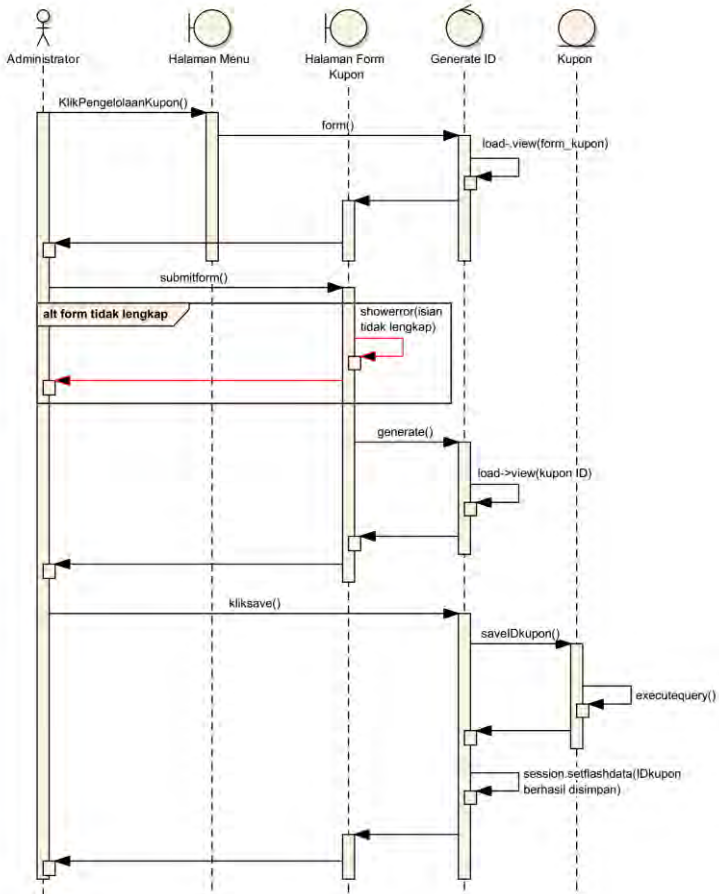 Administrator
Halaman Menu
Halaman Form
Kupon
Generate ID
Kupon
KlikPengelolaanKupon()
form()
load-.view(form_kupon)
submitform()
alt form tidak lengkap
showerror(isian
tidak lengkap)
generate()
load->view(kupon ID)
kliksave()
saveIDkupon()
executequery()
session.setflashdata(IDkupon
berhasil disimpan)